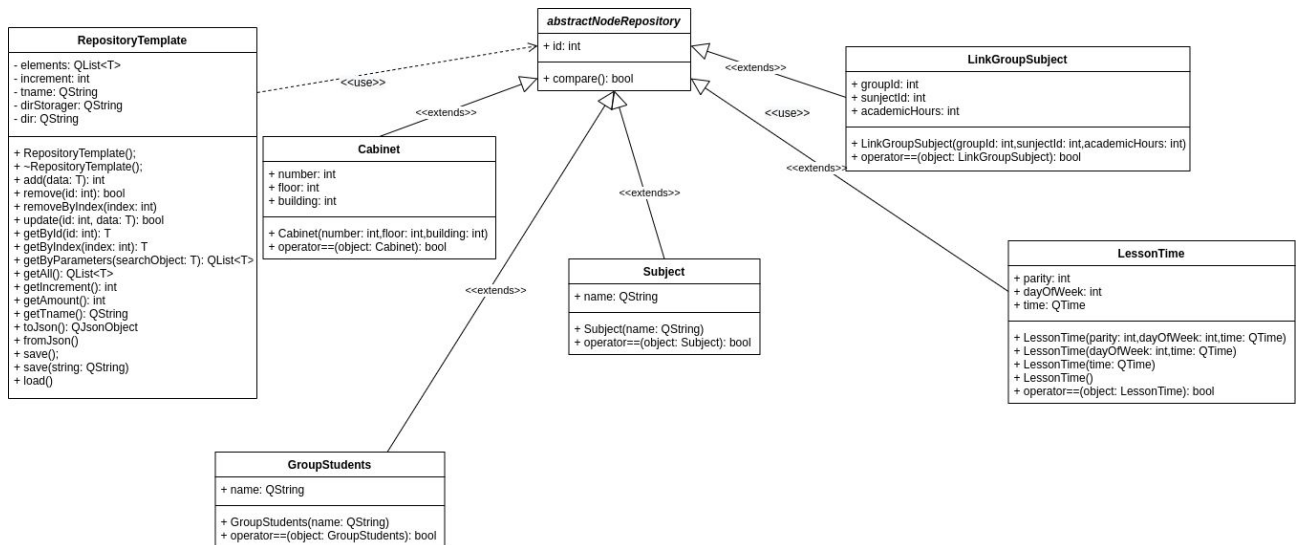 RepositoryTemplate
- elements: QList<T>
- increment: int
- tname: QString
- dirStorager: QString
- dir: QString
+ RepositoryTemplate();
+ ~RepositoryTemplate();
+ add(data: T): int
+ remove(id: int): bool
+ removeByIndex(index: int)
+ update(id: int, data: T): bool
+ getById(id: int): T
+ getByIndex(index: int): T
+ getByParameters(searchObject: T): QList<T>
+ getAll(): QList<T>
+ getIncrement(): int
+ getAmount(): int
+ getTname(): QString
+ toJson(): QJsonObject
+ fromJson()
+ save();
+ save(string: QString)
+ load()
<<use>>
abstractNodeRepository
+ id: int
+ compare(): bool
<<extends>>
Cabinet
+ number: int
+ floor: int
+ building: int
+ Cabinet(number: int,floor: int,building: int)
+ operator==(object: Cabinet): bool
<<extends>>
LinkGroupSubject
+ groupId: int
+ sunjectId: int
+ academicHours: int
+ LinkGroupSubject(groupId: int,sunjectId: int,academicHours: int)
+ operator==(object: LinkGroupSubject): bool
<<use>>
<<extends>>
<<extends>>
Subject
+ name: QString
+ Subject(name: QString)
+ operator==(object: Subject): bool
LessonTime
+ parity: int
+ dayOfWeek: int
+ time: QTime
+ LessonTime(parity: int,dayOfWeek: int,time: QTime)
+ LessonTime(dayOfWeek: int,time: QTime)
+ LessonTime(time: QTime)
+ LessonTime()
+ operator==(object: LessonTime): bool
<<extends>>
GroupStudents
+ name: QString
+ GroupStudents(name: QString)
+ operator==(object: GroupStudents): bool